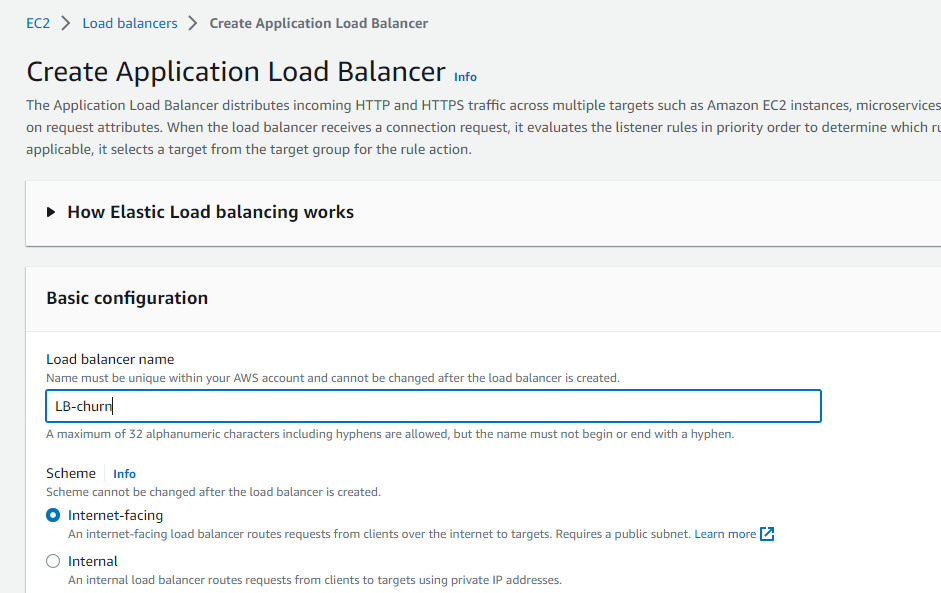 EC2 > Load balancers > Create Application Load Balancer
Create Application Load Balancer Info
The Application Load Balancer distributes incoming HTTP and HTTPS traffic across multiple targets such as Amazon EC2 instances, microservices
on request attributes. When the load balancer receives a connection request, it evaluates the listener rules in priority order to determine which
applicable, it selects a target from the target group for the rule action.
How Elastic Load balancing works
Basic configuration
Load balancer name
Name must be unique within your AWS account and cannot be changed after the load balancer is created.
LB-churn
A maximum of 32 alphanumeric characters including hyphens are allowed, but the name must not begin or end with a hyphen.
Scheme Info
Scheme cannot be changed after the load balancer is created.
Internet-facing
An internet-facing load balancer routes requests from clients over the internet to targets. Requires a public subnet. Learn more
Internal
An internal load balancer routes requests from clients to targets using private IP addresses.